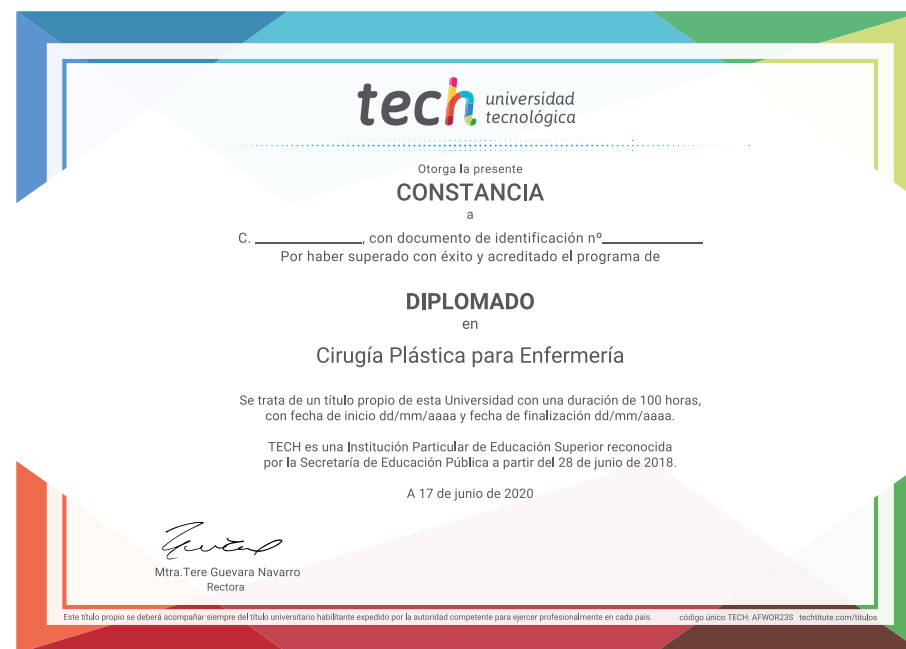 tech universidad
tecnológica
Otorga la presente
CONSTANCIA
a
C. ____________, con documento de identificación nº____________
Por haber superado con éxito y acreditado el programa de
DIPLOMADO
en
Cirugía Plástica para Enfermería
Se trata de un título propio de esta Universidad con una duración de 100 horas,
con fecha de inicio dd/mm/aaaa y fecha de finalización dd/mm/aaaa.
TECH es una Institución Particular de Educación Superior reconocida
por la Secretaría de Educación Pública a partir del 28 de junio de 2018.
A 17 de junio de 2020
Mtra.Tere Guevara Navarro
Rectora
Este título propio se deberá acompañar siempre del título universitario habilitante expedido por la autoridad competente para ejercer profesionalmente en cada país. código único TECH: AFWOR23S techtitute.com/titulos